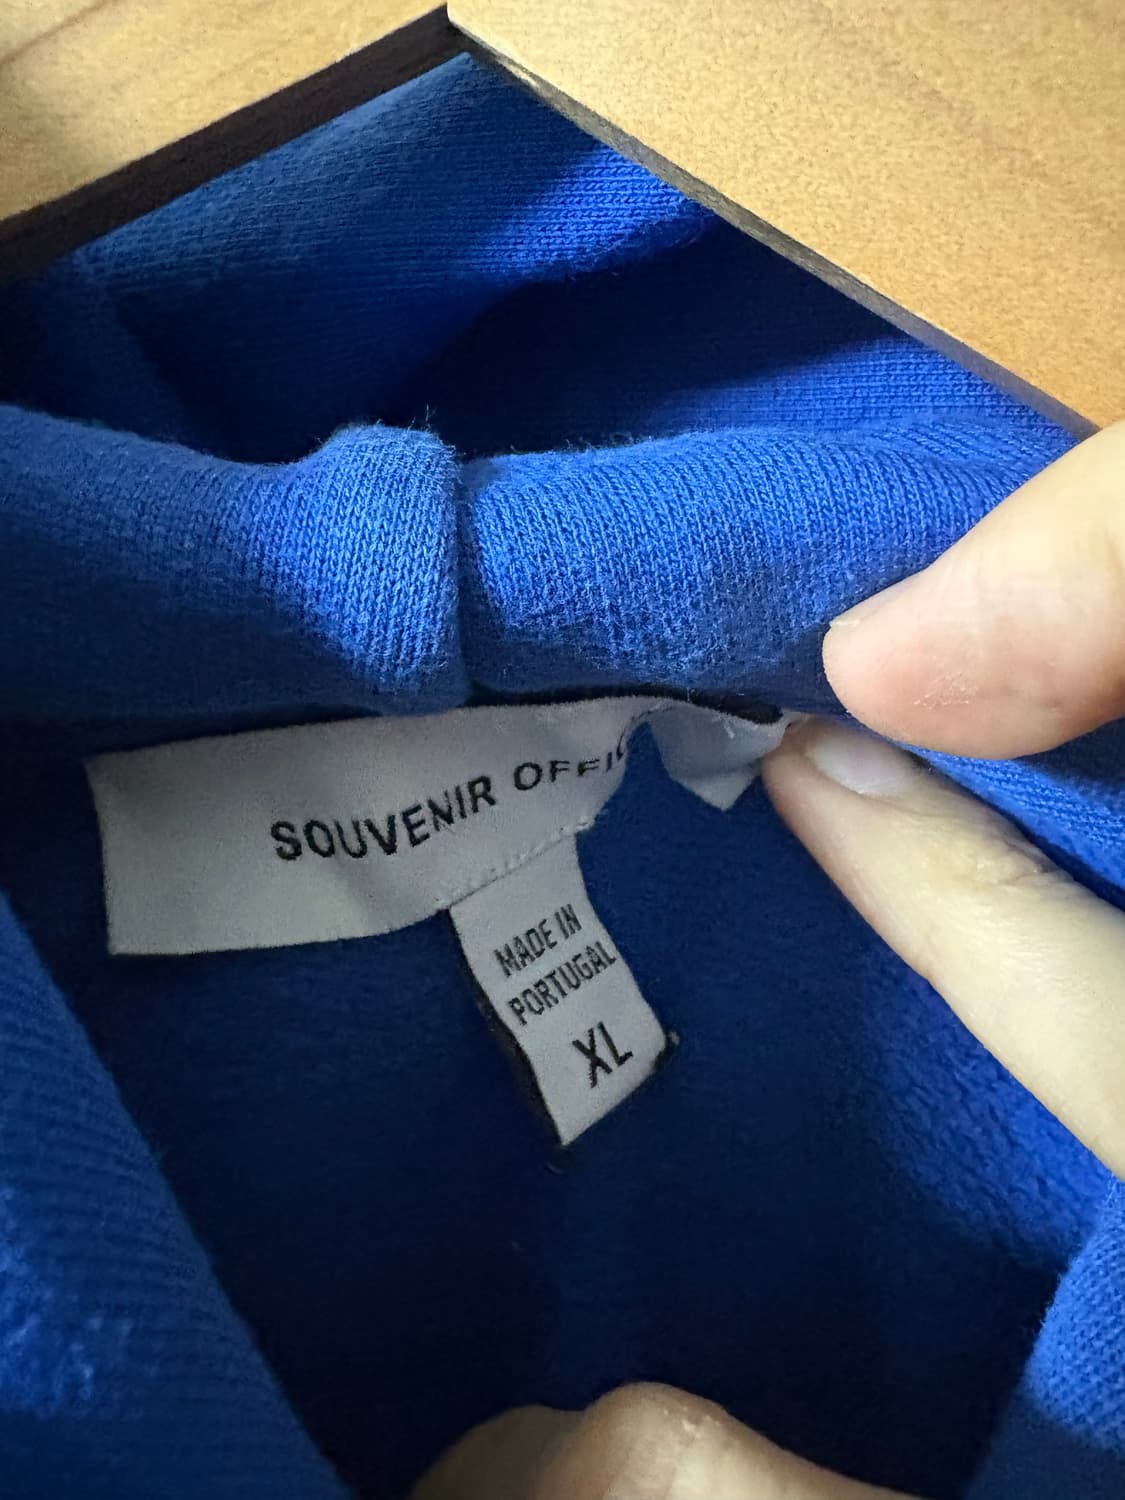 SOUVENIR OFFI
MADE IN
PORTUGAL
XL